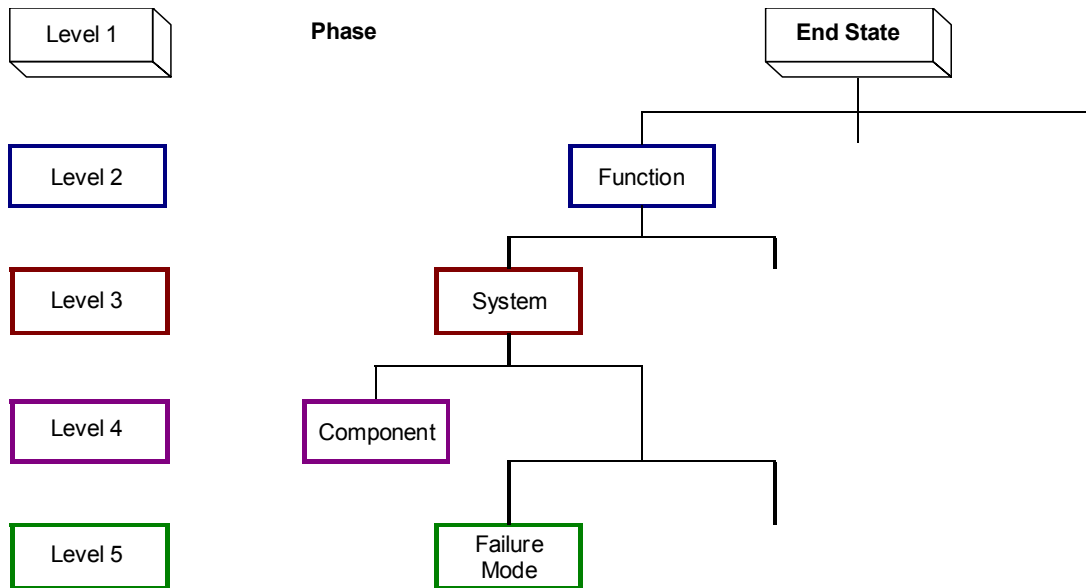 Level 1
Phase
End State
Level 2
Function
Level 3
System
Level 4
Component
Level 5
Failure
Mode